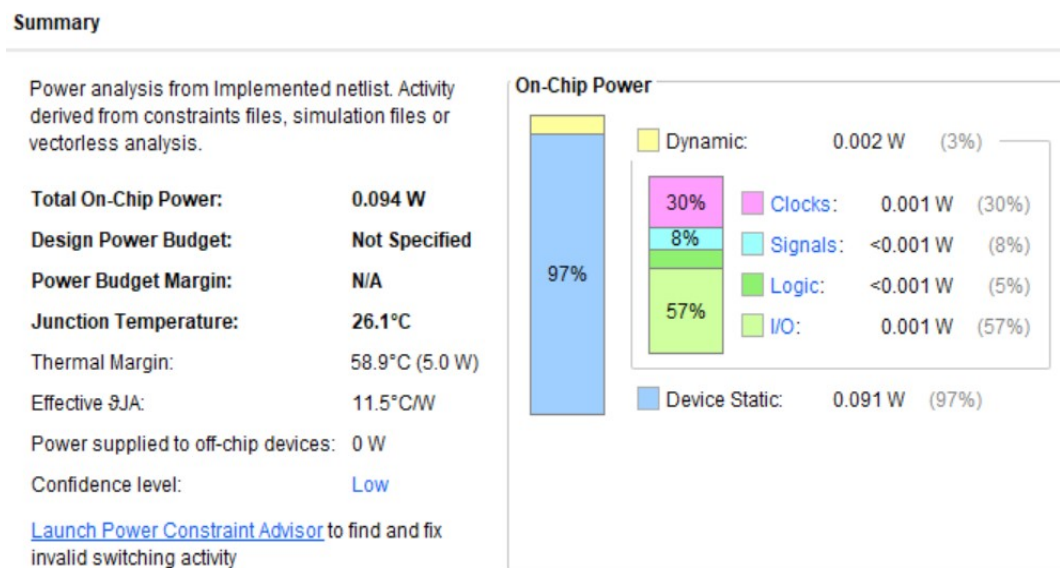 Summary
Power analysis from Implemented netlist. Activity
derived from constraints files, simulation files or
vectorless analysis.
Total On-Chip Power: 0.094 W
Design Power Budget: Not Specified
Power Budget Margin: N/A
Junction Temperature: 26.1°C
Thermal Margin: 58.9°C (5.0 W)
Effective ϑJA: 11.5°C/W
Power supplied to off-chip devices: 0 W
Confidence level: Low
Launch Power Constraint Advisor to find and fix
invalid switching activity
On-Chip Power
97%
Dynamic: 0.002 W (3%)
30%
8%
57%
Clocks: 0.001 W (30%)
Signals: <0.001 W (8%)
Logic: <0.001 W (5%)
I/O: 0.001 W (57%)
Device Static: 0.091 W (97%)